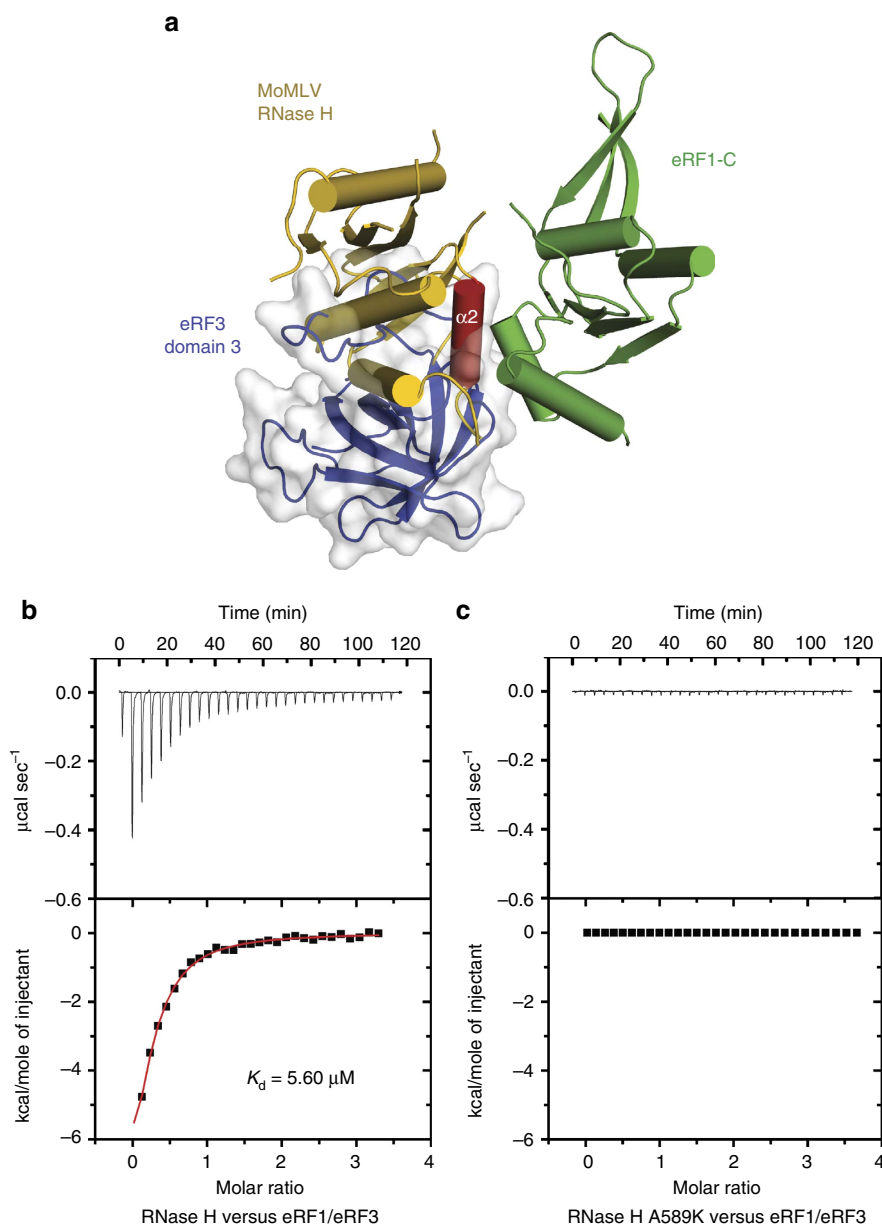 a
MoMLV
RNase H
eRF1-C
α2
eRF3
domain 3
b
Time (min)
0 20 40 60 80 100 120
0.0
–0.2
–0.4
–0.6
μcal sec⁻¹
0
–2
–4
–6
kcal/mole of injectant
Kd = 5.60 μM
0 1 2 3 4
Molar ratio
RNase H versus eRF1/eRF3
c
Time (min)
0 20 40 60 80 100 120
0.0
–0.2
–0.4
–0.6
μcal sec⁻¹
0
–2
–4
–6
kcal/mole of injectant
0 1 2 3 4
Molar ratio
RNase H A589K versus eRF1/eRF3